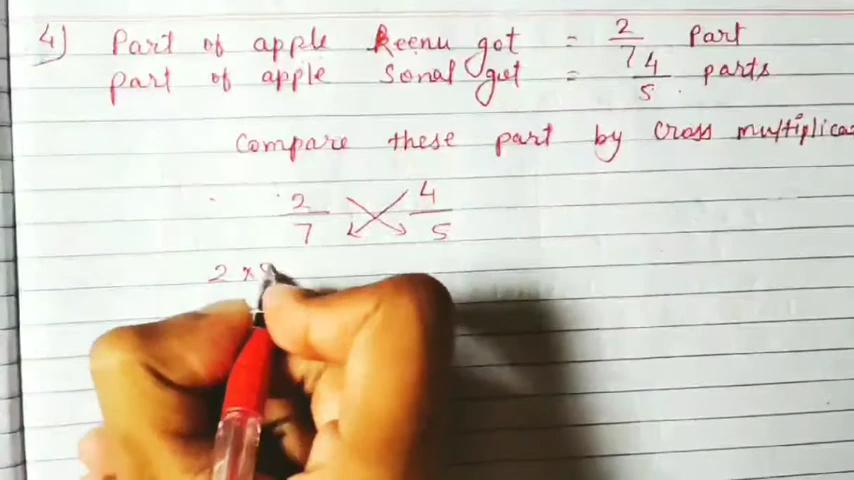 4) Part of apple Reenu got = 2/7 Part
part of apple Sonal got = 4/5 parts
Compare these part by cross multiplica
2/7 4/5
2 ×